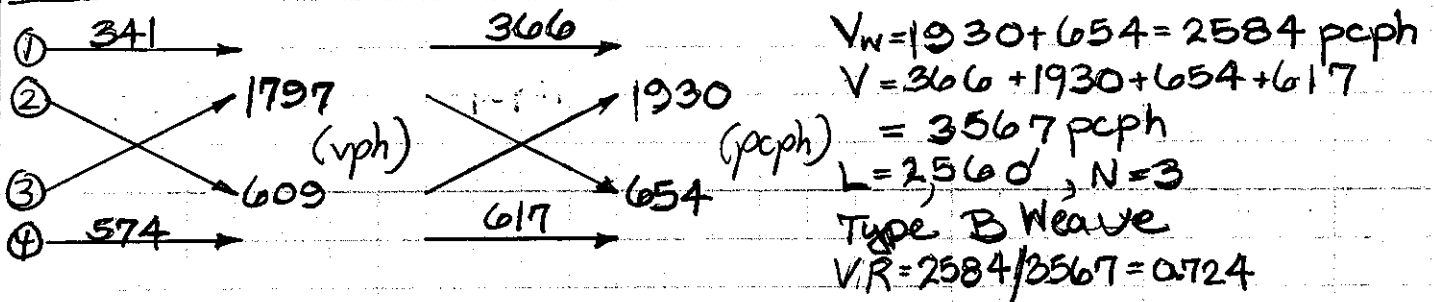 ① 341 366 Vw=1930+654=2584 pcph
② 1797 1930 V=366+1930+654+617
(vph) (pcph) =3567 pcph
③ 609 654 L=2,560', N=3
④ 574 617 Type B Weave
VR=2584/3567=0.724